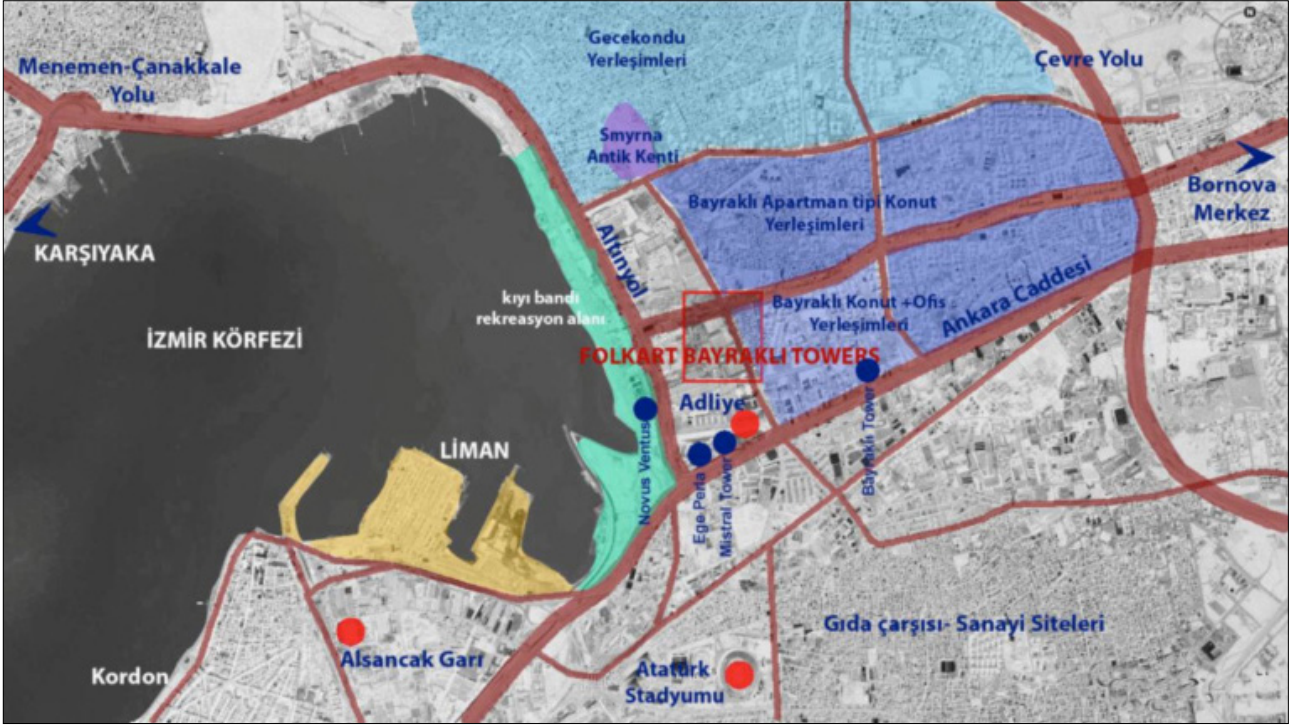 N
Gecekondu
Yerleşimleri
Menemen-Çanakkale
Yolu
Çevre Yolu
Smyrna
Antik Kenti
Bornova
Merkez
Bayraklı Apartman tipi Konut
Yerleşimleri
KARŞIYAKA
Altınyol
kıyı bandı
rekreasyon alanı
Bayraklı Konut +Ofis
Yerleşimleri
Ankara Caddesi
İZMİR KÖRFEZİ
FOLKART BAYRAKLI TOWERS
Adliye
LİMAN
Novus Ventus
Ege Perla
Mistral Tower
Bayraklı Tower
Gıda çarşısı- Sanayi Siteleri
Alsancak Garı
Kordon
Atatürk
Stadyumu